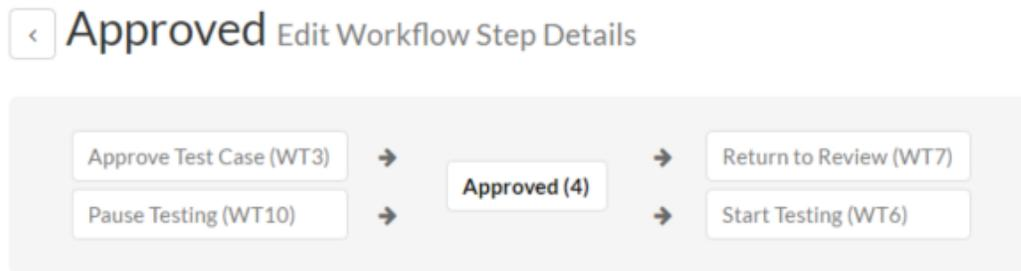 Approved Edit Workflow Step Details
Approve Test Case (WT3)
Pause Testing (WT10)
Approved (4)
Return to Review (WT7)
Start Testing (WT6)